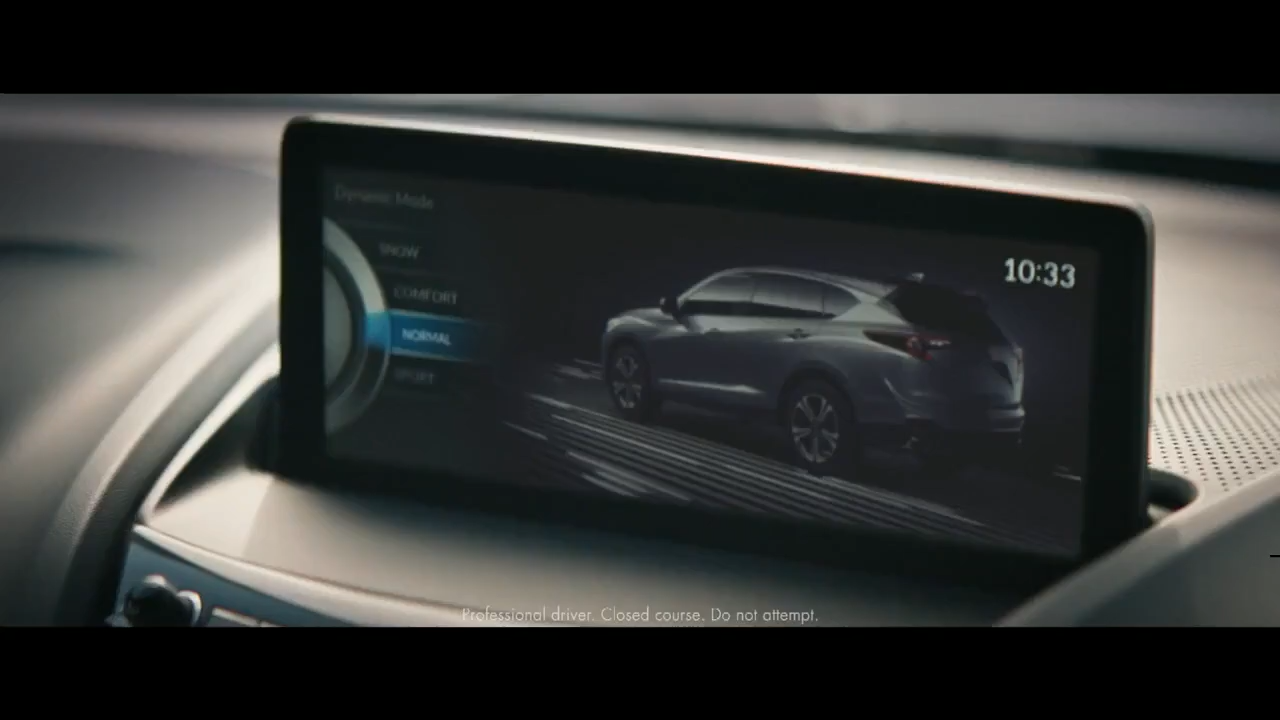 Dynamic Mode
SNOW
COMFORT
NORMAL
SPORT
10:33
Professional driver. Closed course. Do not attempt.